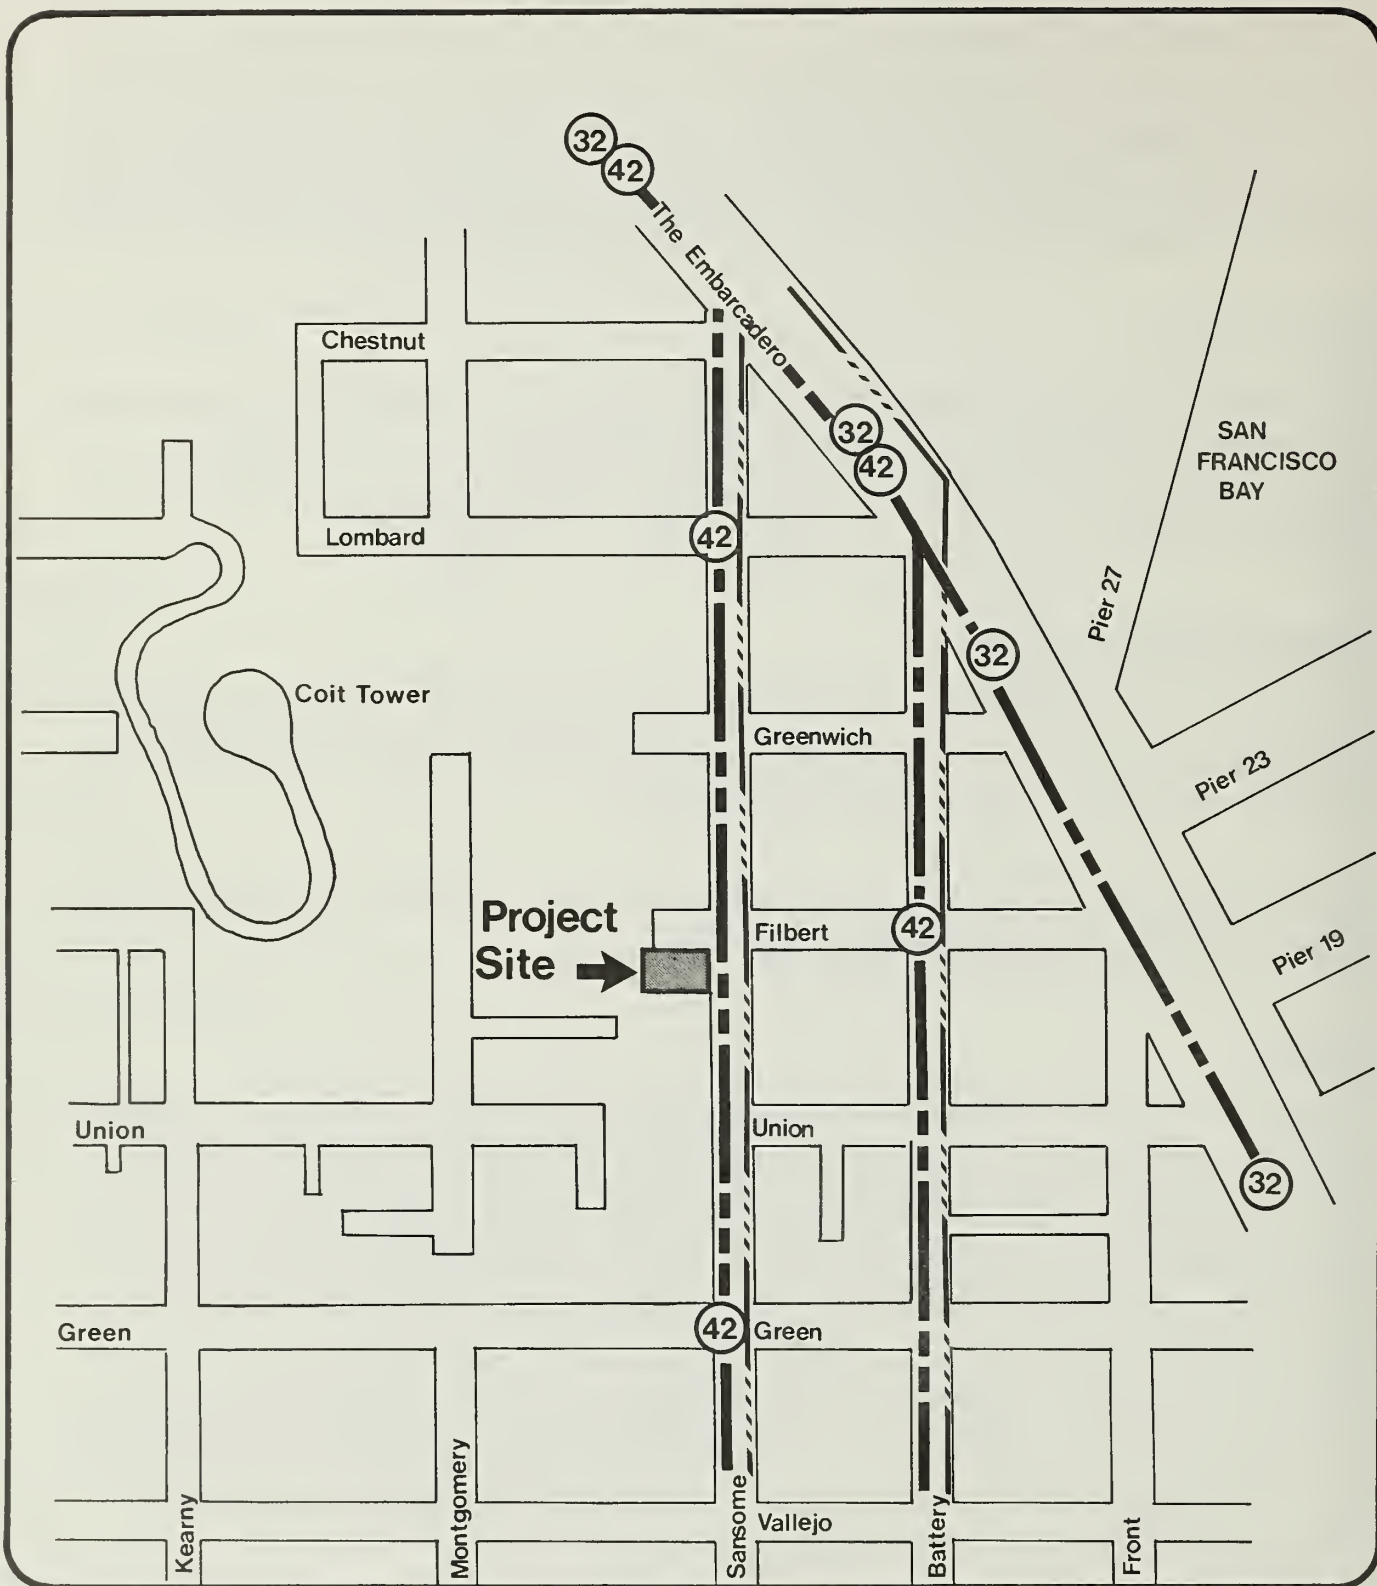 32
42
The Embarcadero
Chestnut
32
42
SAN
FRANCISCO
BAY
Lombard
42
Pier 27
32
Coit Tower
Greenwich
Pier 23
Project
Site
Filbert
42
Pier 19
Union
Union
32
Green
42
Green
Kearny
Montgomery
Sansome
Vallejo
Battery
Front